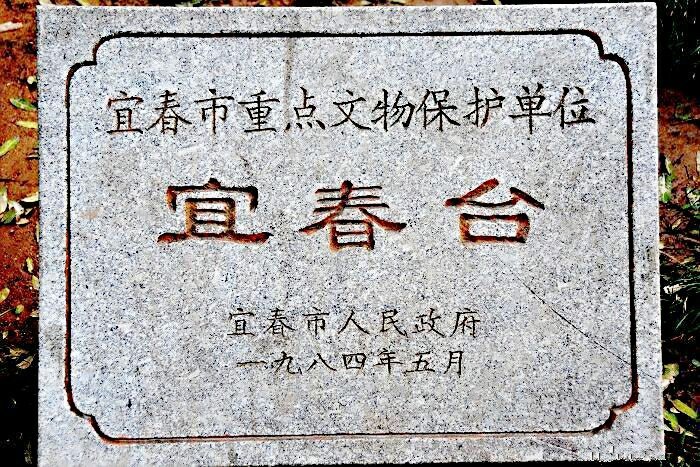 宜春市重点文物保护单位
宜春台
宜春市人民政府
一九八四年五月